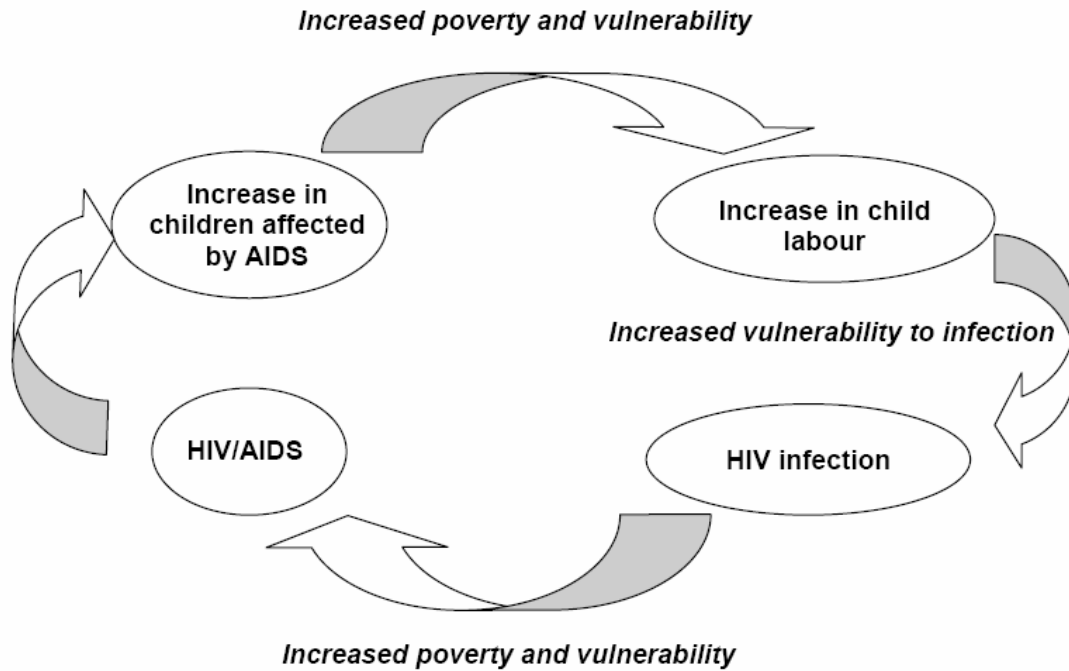 Increased poverty and vulnerability
Increase in
children affected
by AIDS
Increase in child
labour
Increased vulnerability to infection
HIV/AIDS
HIV infection
Increased poverty and vulnerability